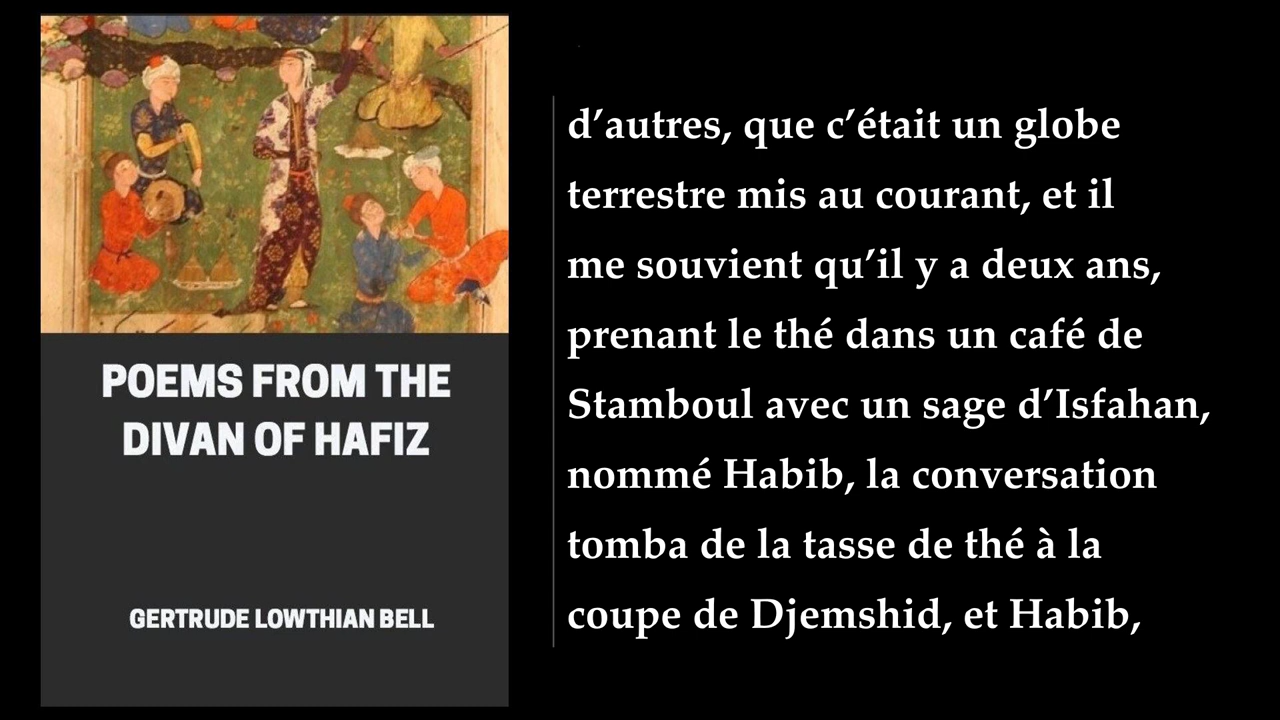 POEMS FROM THE
DIVAN OF HAFIZ
GERTRUDE LOWTHIAN BELL
d’autres, que c’était un globe
terrestre mis au courant, et il
me souvient qu’il y a deux ans,
prenant le thé dans un café de
Stamboul avec un sage d’Isfahan,
nommé Habib, la conversation
tomba de la tasse de thé à la
coupe de Djemshid, et Habib,